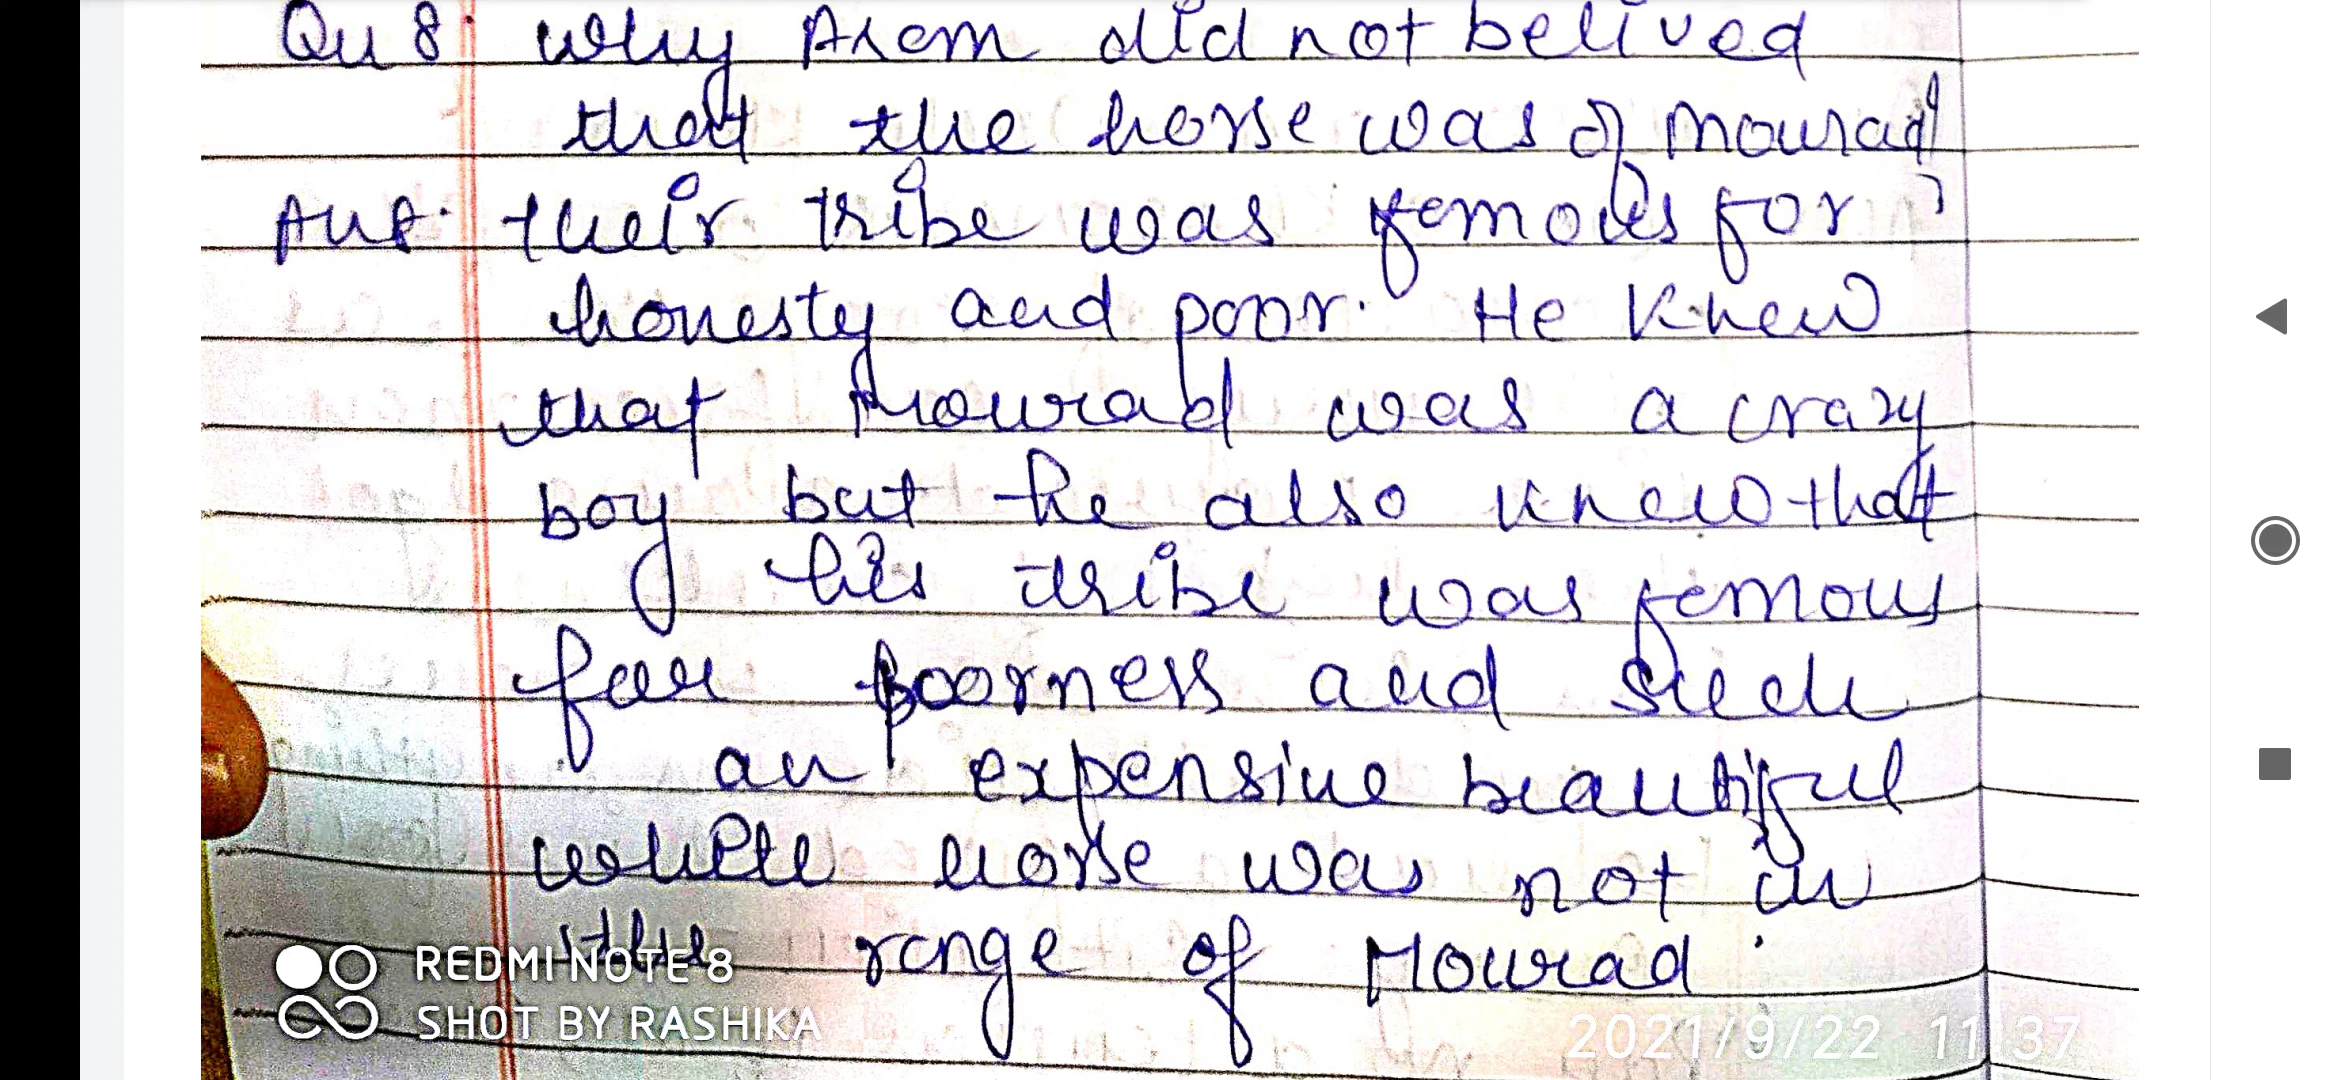 Qu 8. why Aram did not belived
that the horse was of Mourad
?
Ans. their tribe was femous for
honesty and poor. He knew
that Mourad was a crazy
boy but he also knew that
his tribe was femous
for poorness and such
an expensive beautiful
white horse was not in
the range of Mourad.
REDMI NOTE 8
SHOT BY RASHIKA
2021/9/22 11:37